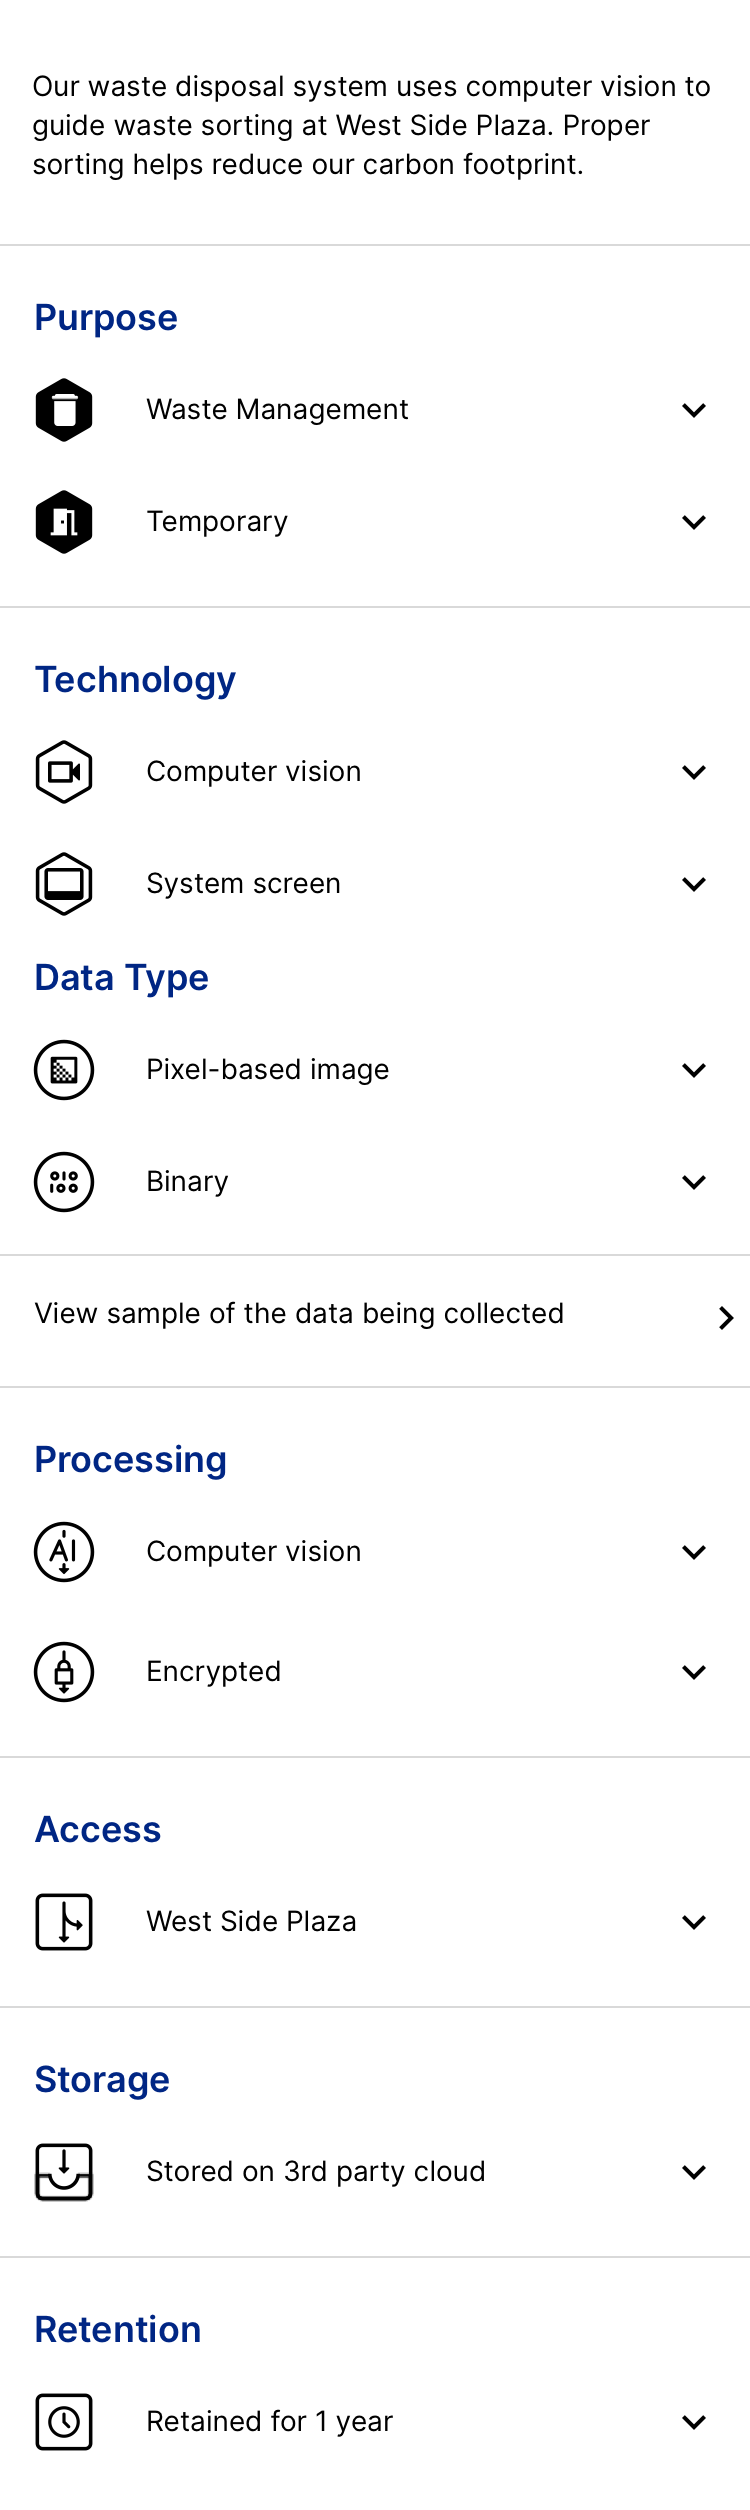 Our waste disposal system uses computer vision to
guide waste sorting at West Side Plaza. Proper
sorting helps reduce our carbon footprint.
Purpose
Waste Management
Temporary
Technology
Computer vision
System screen
Data Type
Pixel-based image
010
100
Binary
View sample of the data being collected
Processing
AI
Computer vision
Encrypted
Access
West Side Plaza
Storage
Stored on 3rd party cloud
Retention
Retained for 1 year